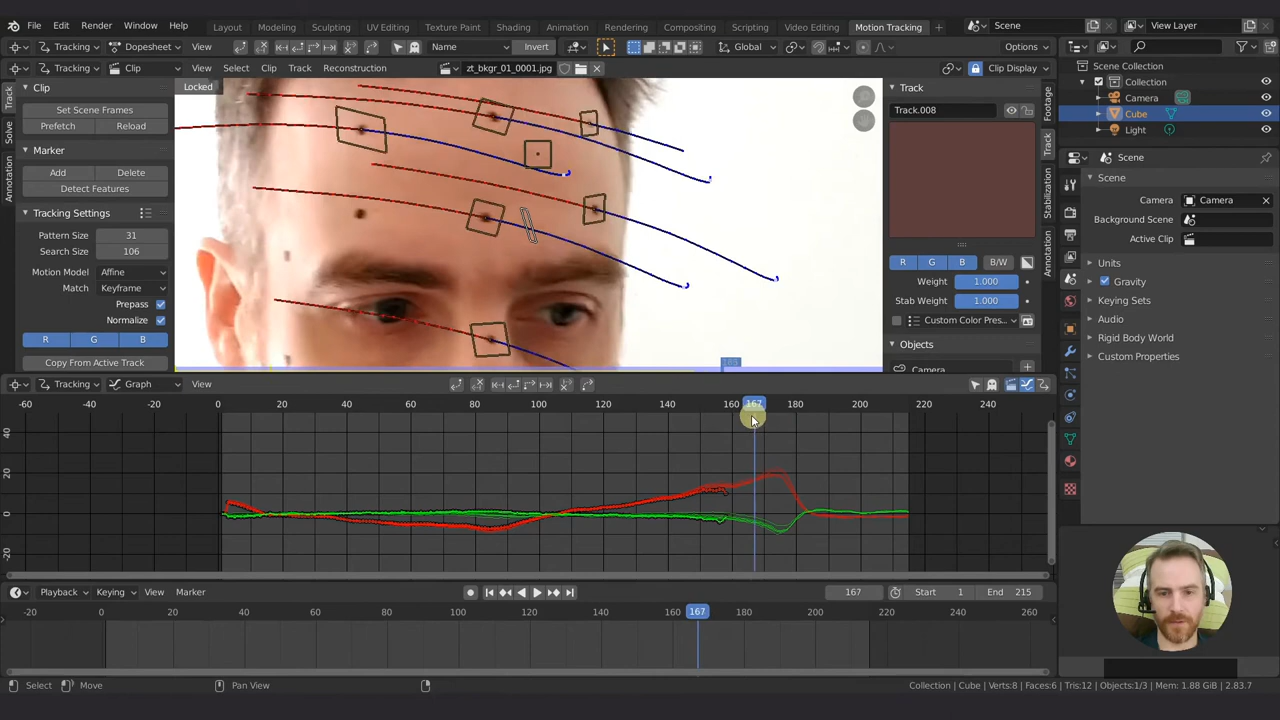 File Edit Render Window Help Layout Modeling Sculpting UV Editing Texture Paint Shading Animation Rendering Compositing Video Editing Motion Tracking + Scene View Layer
Tracking Dopesheet View Name Invert Global Options
Tracking Clip View Select Clip Track Reconstruction zt_bkgr_01_0001.jpg Clip Display
Scene Collection
Collection
Camera
Cube
Light
Track
Solve
Annotation
Clip
Set Scene Frames
Prefetch Reload
Marker
Add Delete
Detect Features
Tracking Settings
Pattern Size 31
Search Size 106
Motion Model Affine
Match Keyframe
Prepass
Normalize
R G B
Copy From Active Track
Locked
Footage
Track
Stabilization
Annotation
Track
Track.008
R G B B/W
Weight 1.000
Stab Weight 1.000
Custom Color Pres...
Objects
Camera
Scene
Scene
Camera Camera
Background Scene
Active Clip
Units
Gravity
Keying Sets
Audio
Rigid Body World
Custom Properties
Tracking Graph View
-60 -40 -20 0 20 40 60 80 100 120 140 160 167 180 200 220 240
40
20
0
-20
Playback Keying View Marker 167 Start 1 End 215
-20 0 20 40 60 80 100 120 140 160 167 180 200 220 240 260
Select Move Pan View Collection | Cube | Verts:8 | Faces:6 | Tris:12 | Objects:1/3 | Mem: 1.88 GiB | 2.83.7